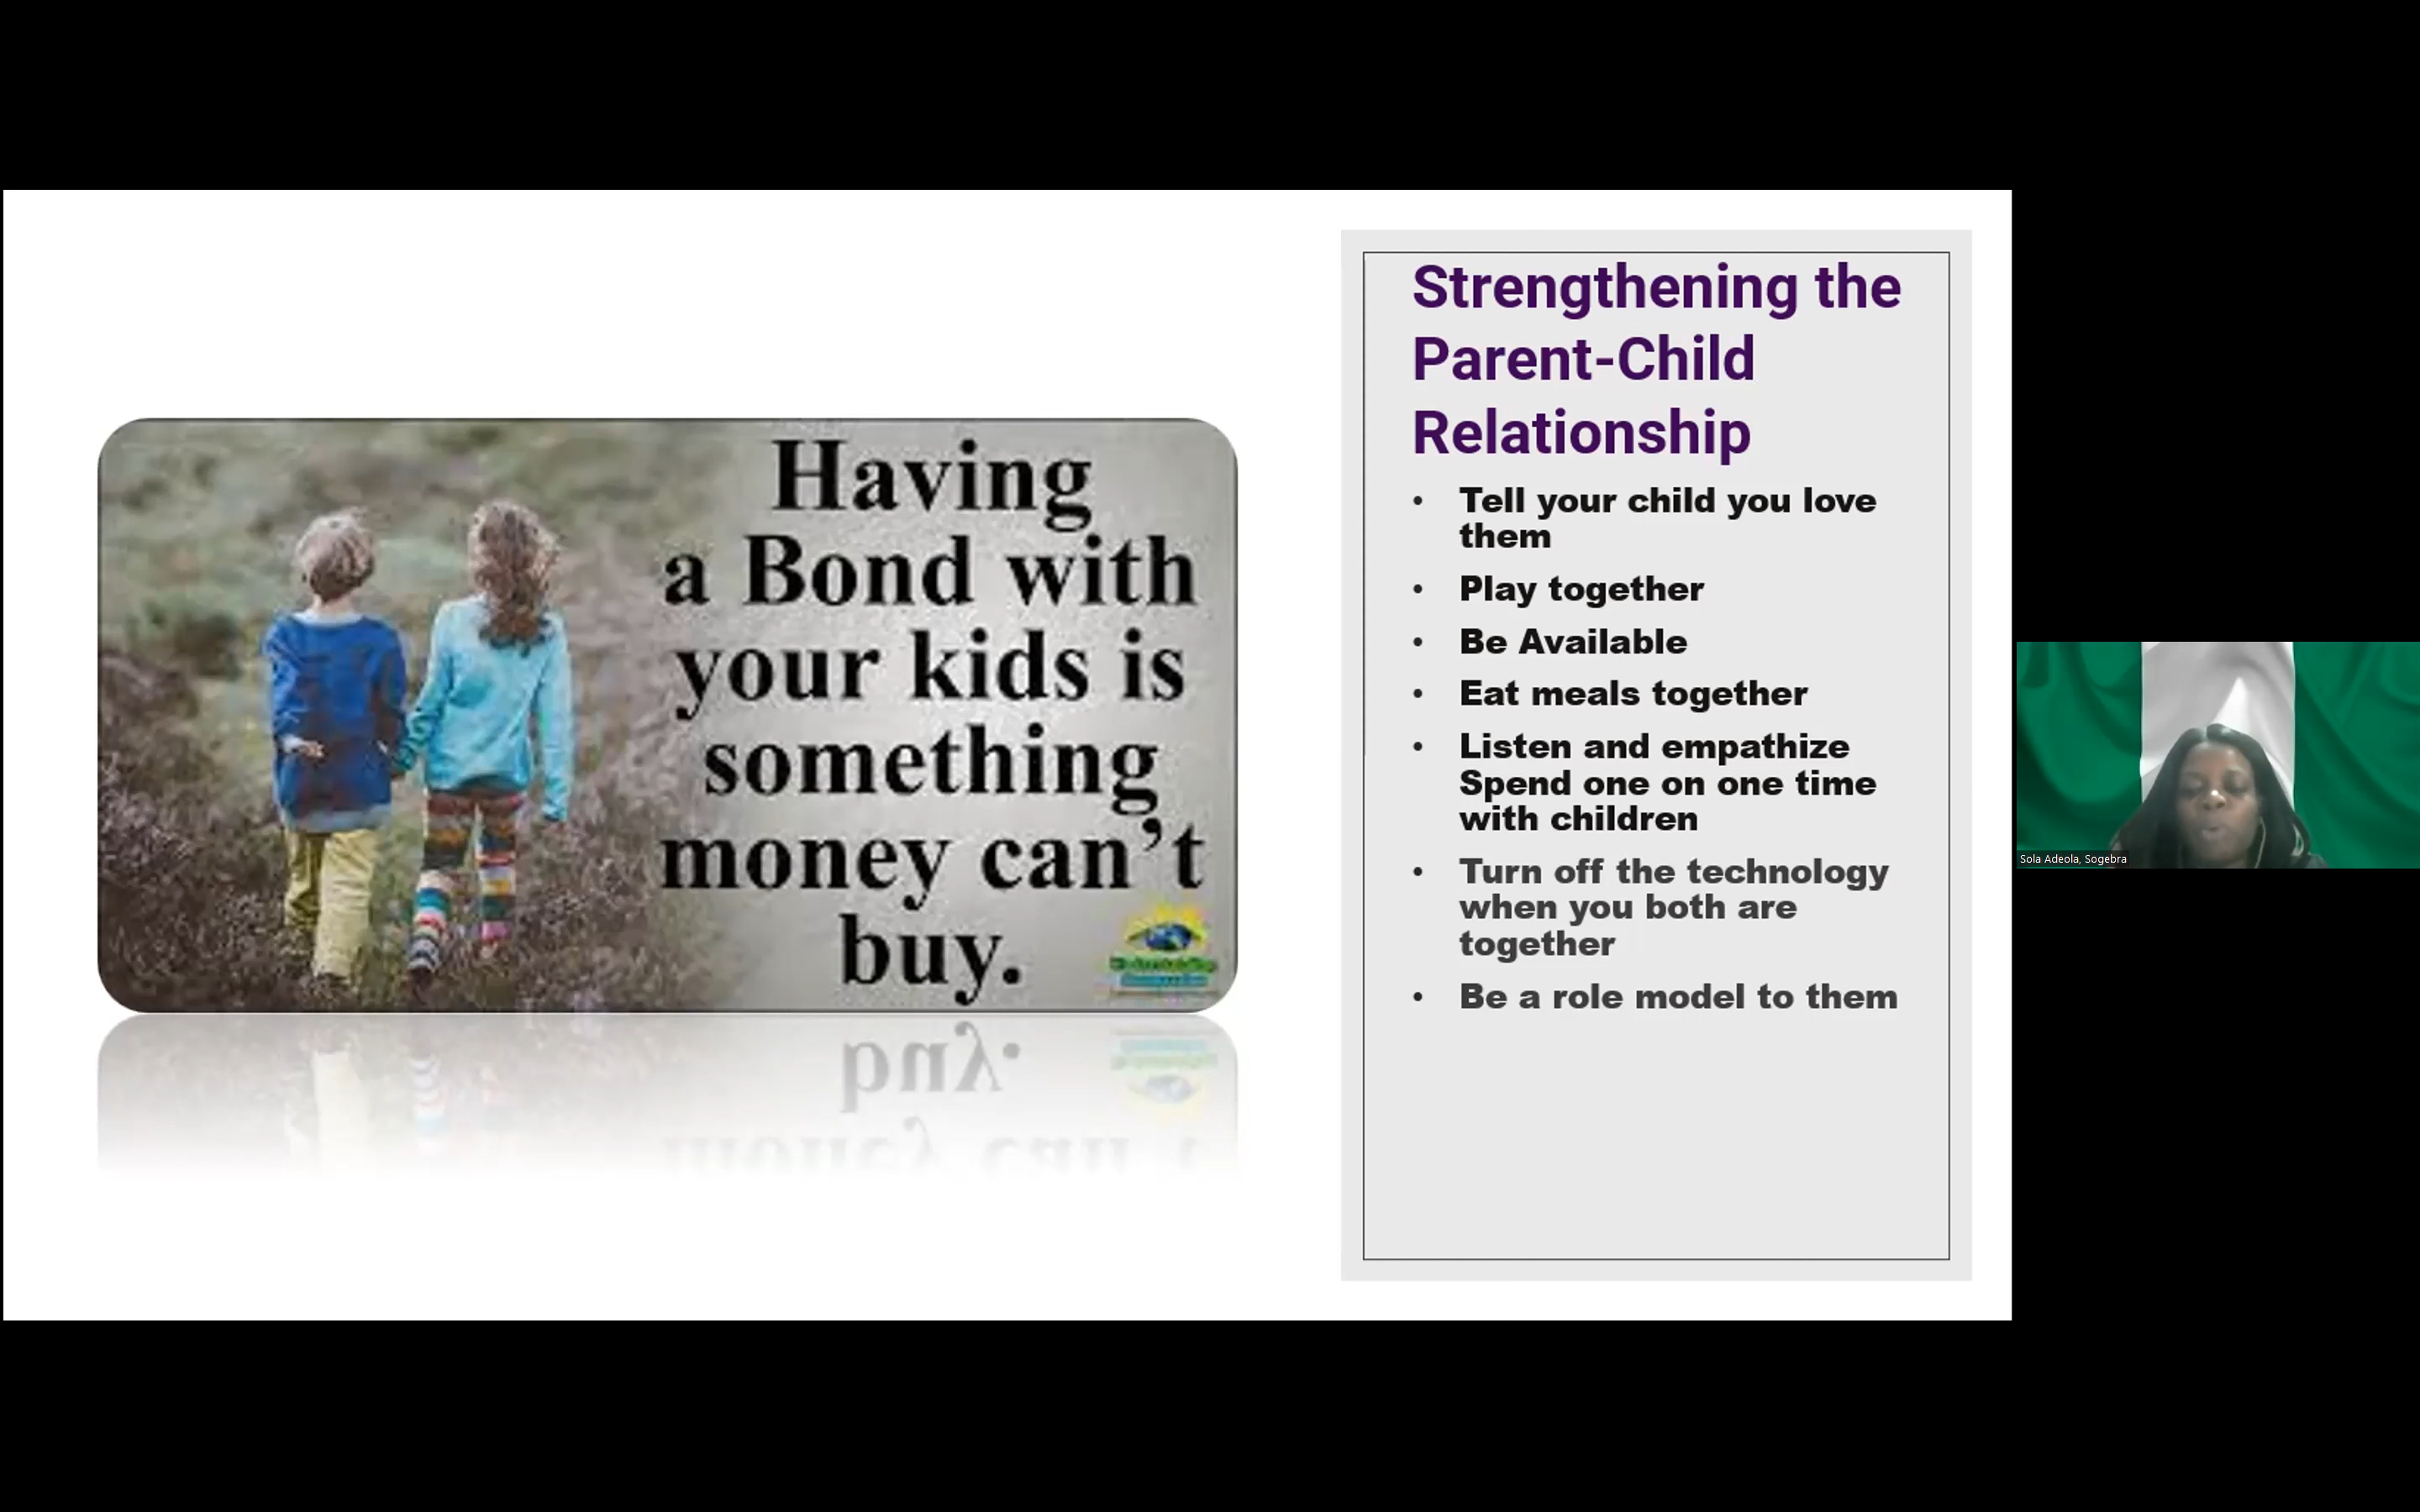 Having
a Bond with
your kids is
something
money can’t
buy.
Strengthening the
Parent-Child
Relationship
• Tell your child you love
them
• Play together
• Be Available
• Eat meals together
• Listen and empathize
Spend one on one time
with children
• Turn off the technology
when you both are
together
• Be a role model to them
Sola Adeola, Sogebra